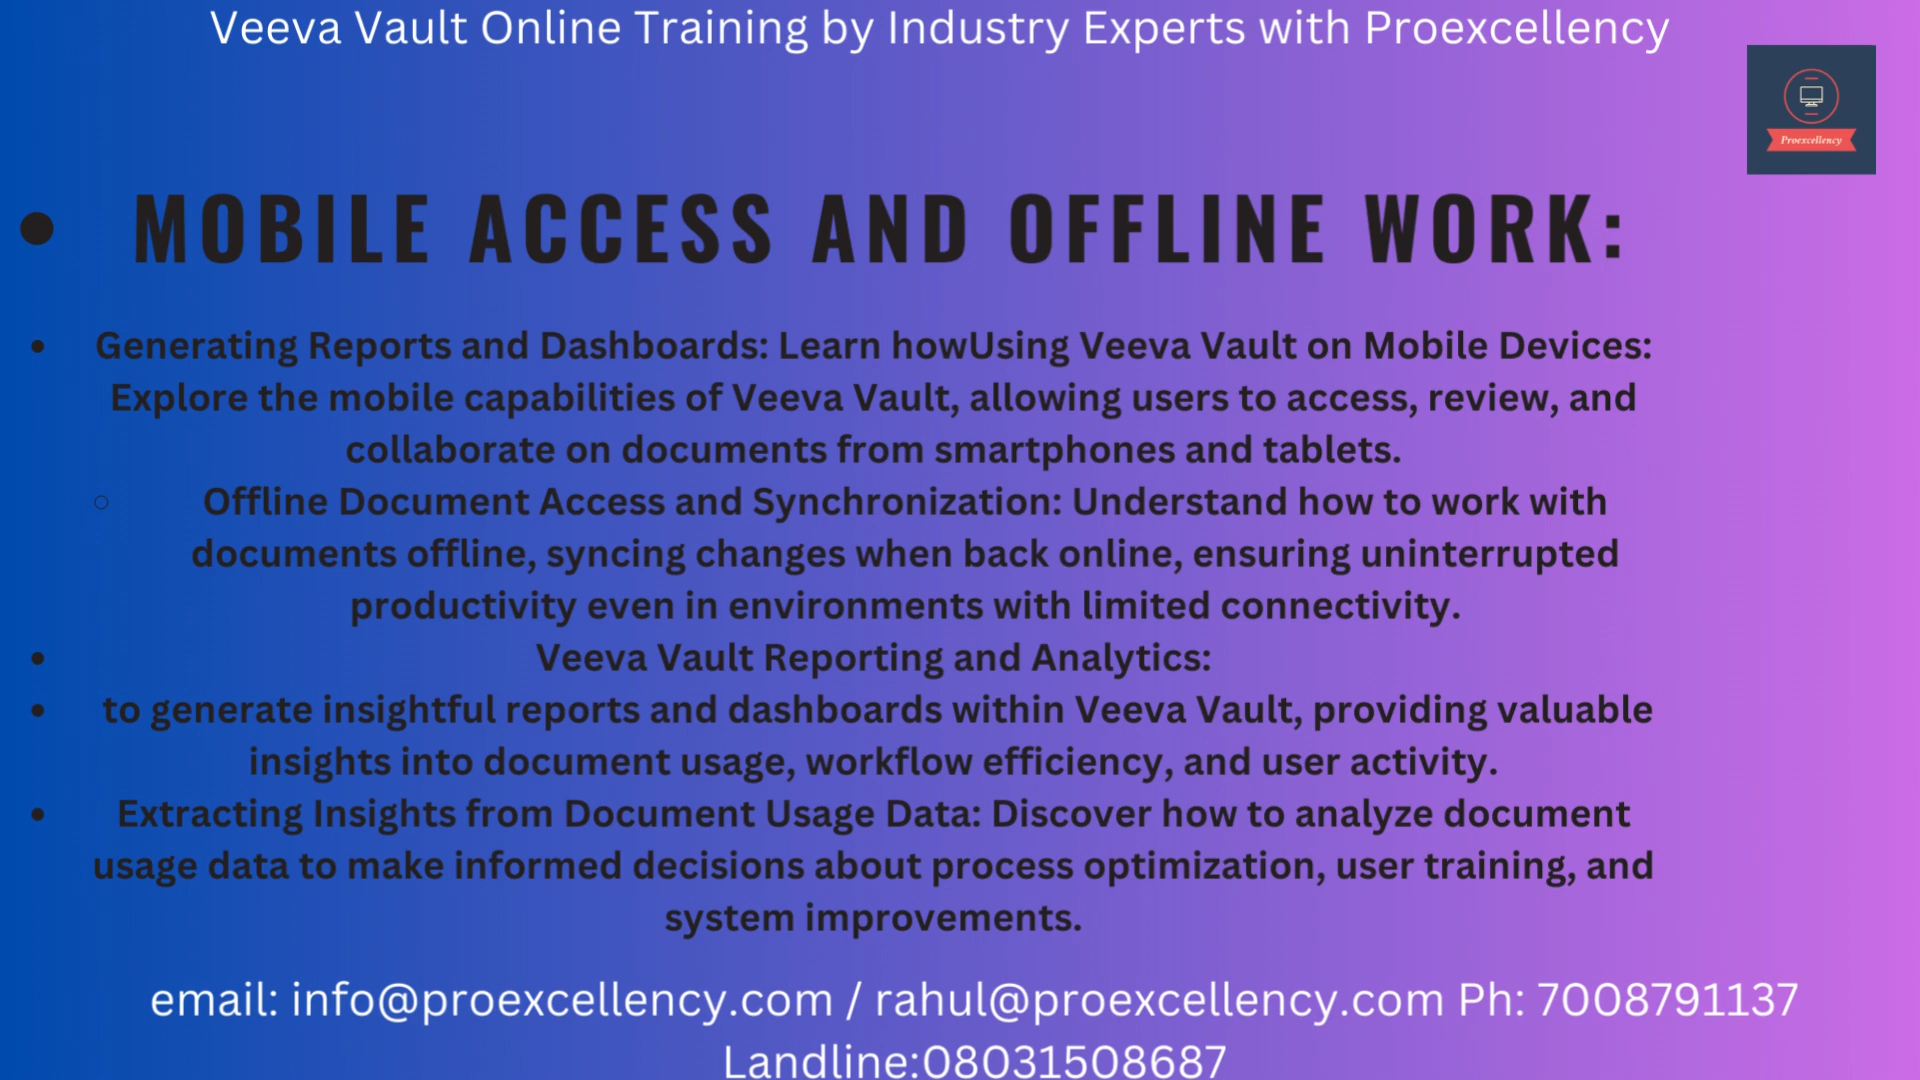 Veeva Vault Online Training by Industry Experts with Proexcellency
Proexcellency
• MOBILE ACCESS AND OFFLINE WORK:
• Generating Reports and Dashboards: Learn howUsing Veeva Vault on Mobile Devices:
Explore the mobile capabilities of Veeva Vault, allowing users to access, review, and
collaborate on documents from smartphones and tablets.
○ Offline Document Access and Synchronization: Understand how to work with
documents offline, syncing changes when back online, ensuring uninterrupted
productivity even in environments with limited connectivity.
• Veeva Vault Reporting and Analytics:
• to generate insightful reports and dashboards within Veeva Vault, providing valuable
insights into document usage, workflow efficiency, and user activity.
• Extracting Insights from Document Usage Data: Discover how to analyze document
usage data to make informed decisions about process optimization, user training, and
system improvements.
email: info@proexcellency.com / rahul@proexcellency.com Ph: 7008791137
Landline:08031508687